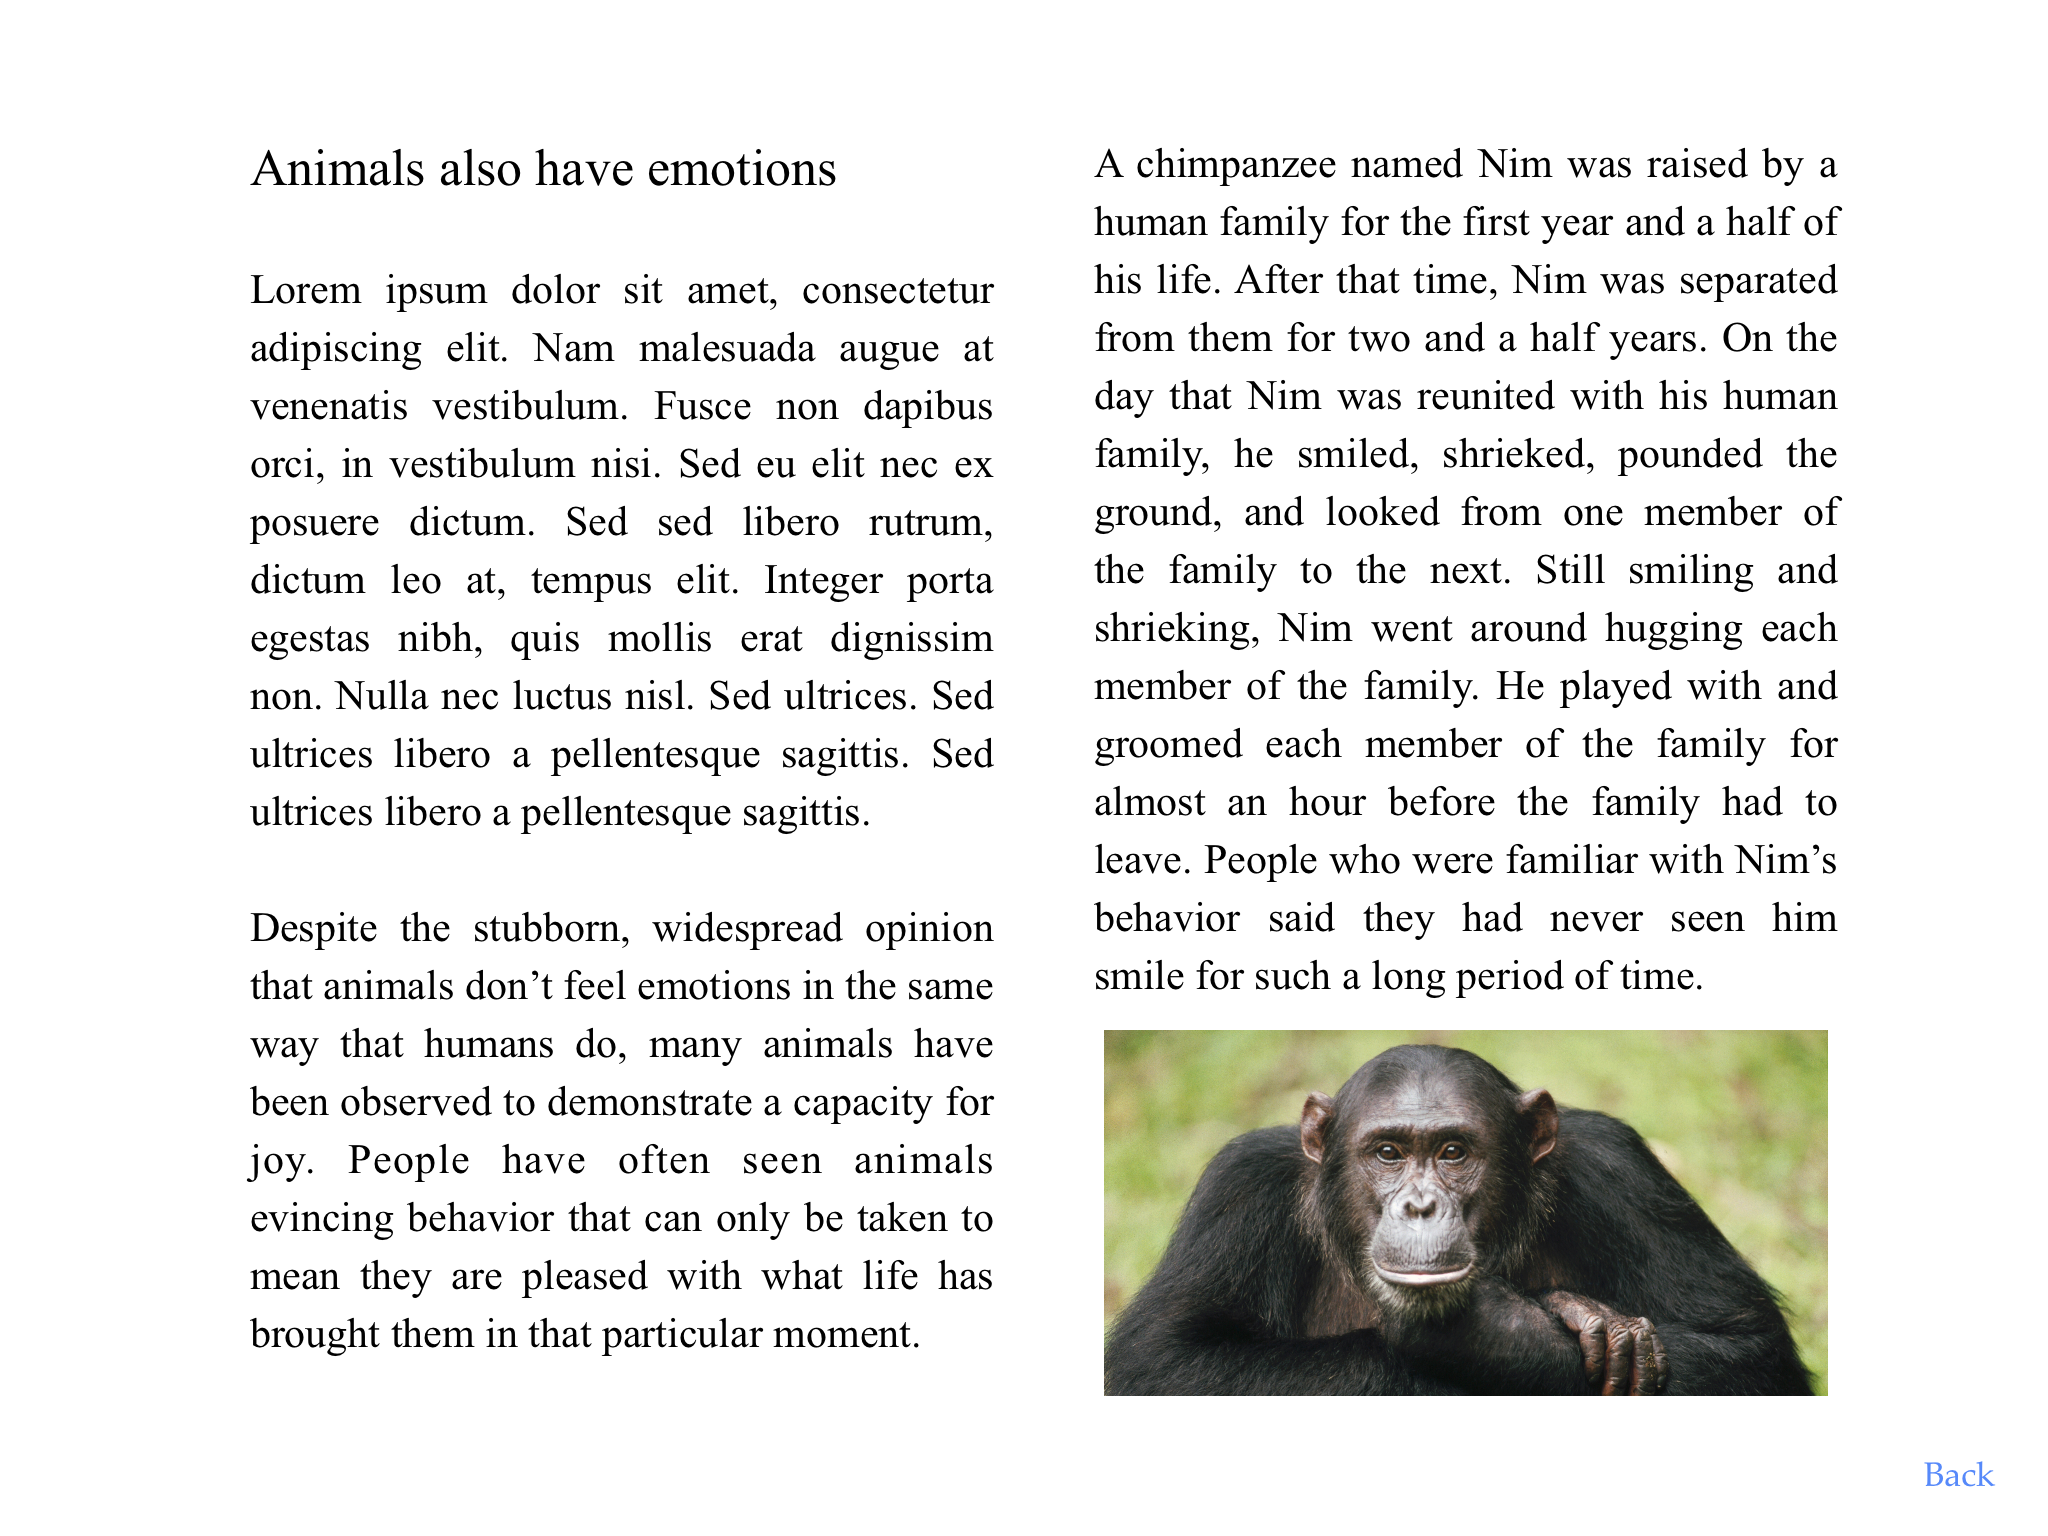 Animals also have emotions
Lorem ipsum dolor sit amet, consectetur
adipiscing elit. Nam malesuada augue at
venenatis vestibulum. Fusce non dapibus
orci, in vestibulum nisi. Sed eu elit nec ex
posuere dictum. Sed sed libero rutrum,
dictum leo at, tempus elit. Integer porta
egestas nibh, quis mollis erat dignissim
non. Nulla nec luctus nisl. Sed ultrices. Sed
ultrices libero a pellentesque sagittis. Sed
ultrices libero a pellentesque sagittis.
Despite the stubborn, widespread opinion
that animals don’t feel emotions in the same
way that humans do, many animals have
been observed to demonstrate a capacity for
joy. People have often seen animals
evincing behavior that can only be taken to
mean they are pleased with what life has
brought them in that particular moment.
A chimpanzee named Nim was raised by a
human family for the first year and a half of
his life. After that time, Nim was separated
from them for two and a half years. On the
day that Nim was reunited with his human
family, he smiled, shrieked, pounded the
ground, and looked from one member of
the family to the next. Still smiling and
shrieking, Nim went around hugging each
member of the family. He played with and
groomed each member of the family for
almost an hour before the family had to
leave. People who were familiar with Nim’s
behavior said they had never seen him
smile for such a long period of time.
Back